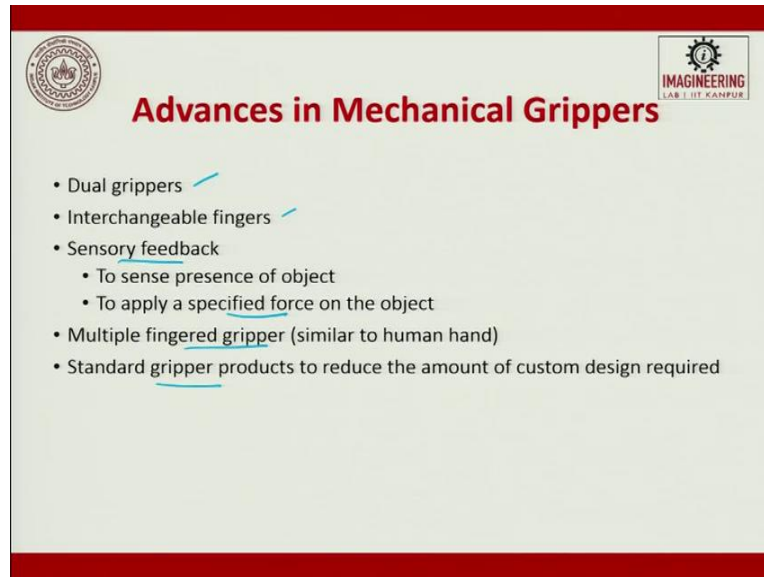 IMAGINEERING
LAB | IIT KANPUR
Advances in Mechanical Grippers
• Dual grippers
• Interchangeable fingers
• Sensory feedback
• To sense presence of object
• To apply a specified force on the object
• Multiple fingered gripper (similar to human hand)
• Standard gripper products to reduce the amount of custom design required